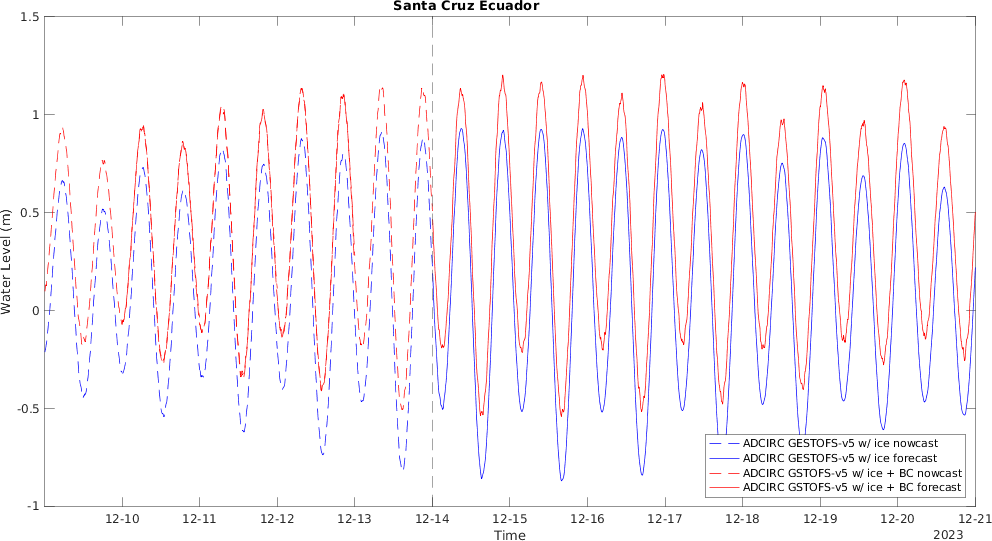 Santa Cruz Ecuador
1.5
1
0.5
0
-0.5
-1
Water Level (m)
ADCIRC GESTOFS-v5 w/ ice nowcast
ADCIRC GESTOFS-v5 w/ ice forecast
ADCIRC GSTOFS-v5 w/ ice + BC nowcast
ADCIRC GSTOFS-v5 w/ ice + BC forecast
12-10 12-11 12-12 12-13 12-14 12-15 12-16 12-17 12-18 12-19 12-20 12-21
Time
2023